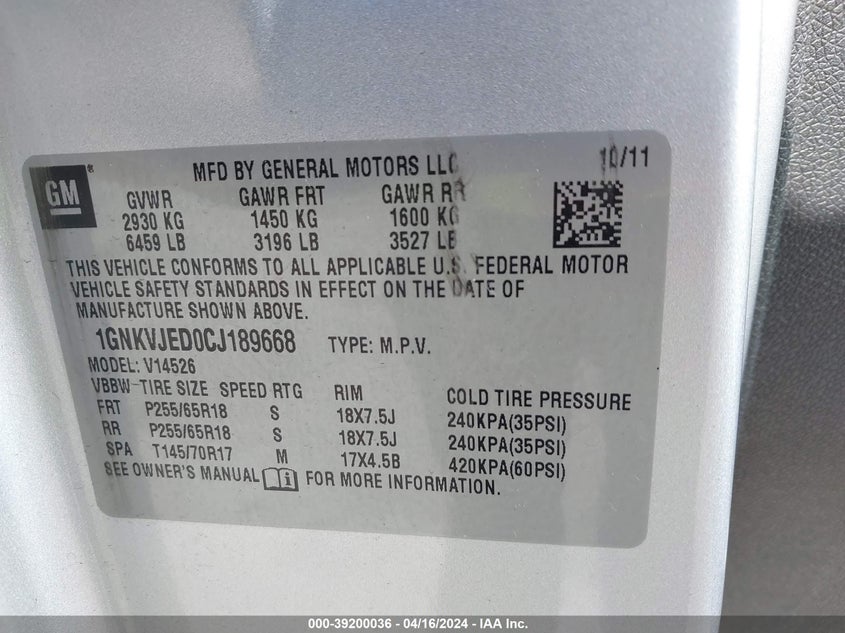 GM ® MFD BY GENERAL MOTORS LLC 10/11
GVWR GAWR FRT GAWR RR
2930 KG 1450 KG 1600 KG
6459 LB 3196 LB 3527 LB
THIS VEHICLE CONFORMS TO ALL APPLICABLE U.S. FEDERAL MOTOR
VEHICLE SAFETY STANDARDS IN EFFECT ON THE DATE OF
MANUFACTURE SHOWN ABOVE.
1GNKVJED0CJ189668 TYPE: M.P.V.
MODEL: V14526
VBBW-TIRE SIZE SPEED RTG RIM COLD TIRE PRESSURE
FRT P255/65R18 S 18X7.5J 240KPA(35PSI)
RR P255/65R18 S 18X7.5J 240KPA(35PSI)
SPA T145/70R17 M 17X4.5B 420KPA(60PSI)
SEE OWNER'S MANUAL FOR MORE INFORMATION.
000-39200036 - 04/16/2024 - IAA Inc.